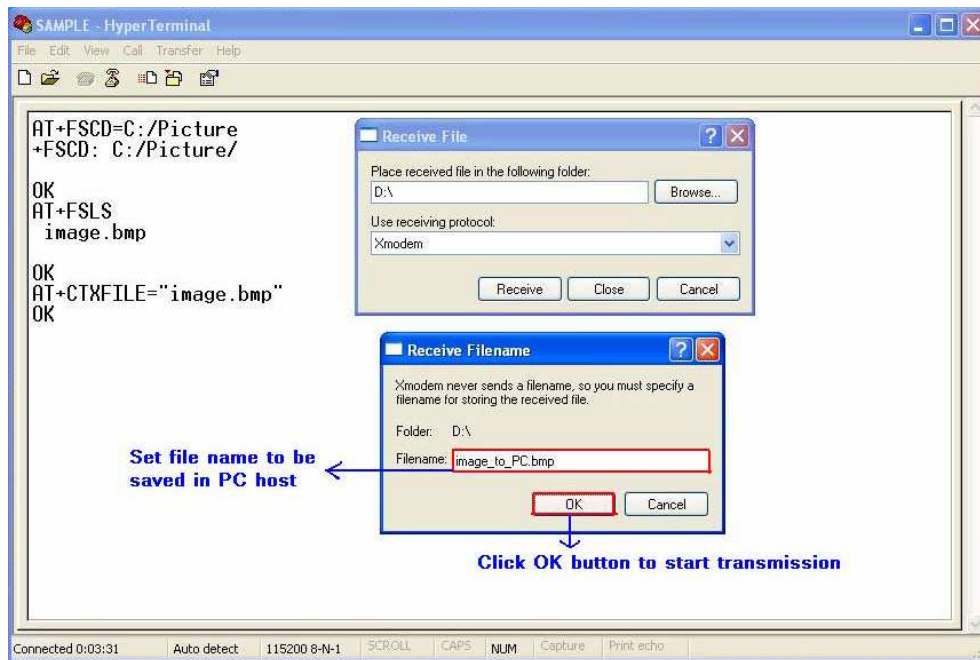 SAMPLE - HyperTerminal
File Edit View Call Transfer Help
AT+FSCD=C:/Picture
+FSCD: C:/Picture/
OK
AT+FSLS
image.bmp
OK
AT+CTXFILE="image.bmp"
OK
Receive File
Place received file in the following folder:
D:\
Browse...
Use receiving protocol:
Xmodem
Receive Close Cancel
Receive Filename
Xmodem never sends a filename, so you must specify a
filename for storing the received file.
Folder: D:\
Filename: image_to_PC.bmp
OK Cancel
Set file name to be
saved in PC host
Click OK button to start transmission
Connected 0:03:31 Auto detect 115200 8-N-1 SCROLL CAPS NUM Capture Print echo